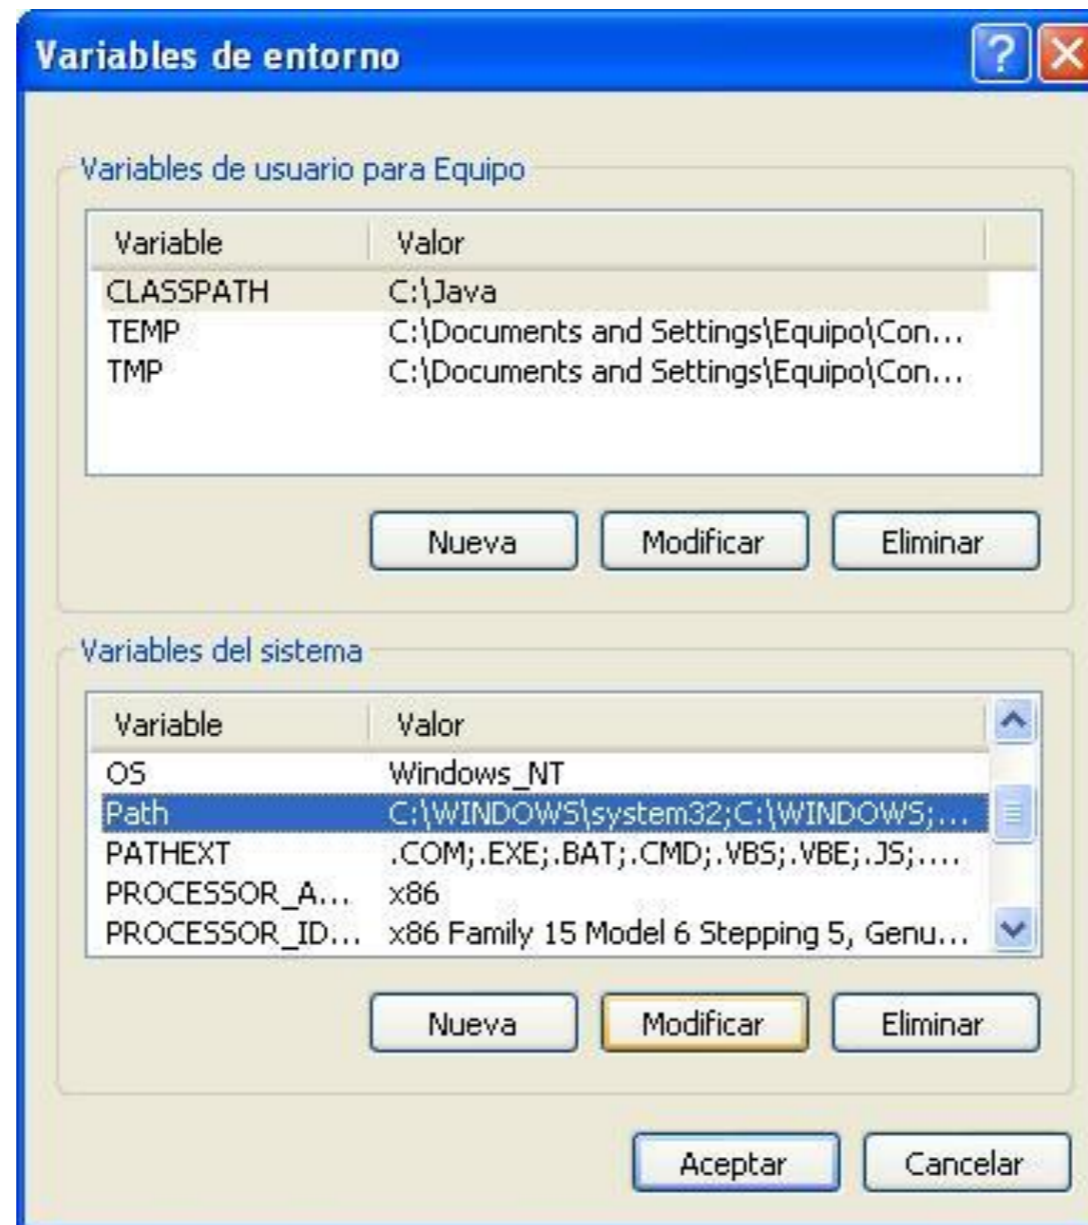 Variables de entorno
Variables de usuario para Equipo
Variable Valor
CLASSPATH C:\Java
TEMP C:\Documents and Settings\Equipo\Con...
TMP C:\Documents and Settings\Equipo\Con...
Nueva Modificar Eliminar
Variables del sistema
Variable Valor
OS Windows_NT
Path C:\WINDOWS\system32;C:\WINDOWS;...
PATHEXT .COM;.EXE;.BAT;.CMD;.VBS;.VBE;.JS;....
PROCESSOR_A... x86
PROCESSOR_ID... x86 Family 15 Model 6 Stepping 5, Genu...
Nueva Modificar Eliminar
Aceptar Cancelar